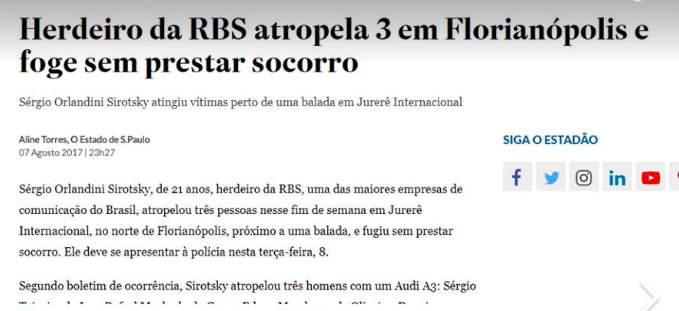 Herdeiro da RBS atropela 3 em Florianópolis e
foge sem prestar socorro
Sérgio Orlandini Sirotsky atingiu vítimas perto de uma balada em Jurerê Internacional
Aline Torres, O Estado de S.Paulo
07 Agosto 2017 | 23h27
SIGA O ESTADÃO
Sérgio Orlandini Sirotsky, de 21 anos, herdeiro da RBS, uma das maiores empresas de
comunicação do Brasil, atropelou três pessoas nesse fim de semana em Jurerê
Internacional, no norte de Florianópolis, próximo a uma balada, e fugiu sem prestar
socorro. Ele deve se apresentar à polícia nesta terça-feira, 8.
Segundo boletim de ocorrência, Sirotsky atropelou três homens com um Audi A3: Sérgio